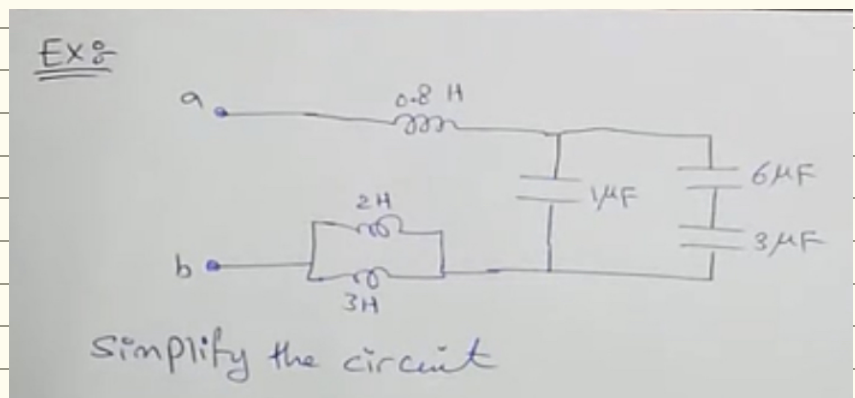 Ex:
a
0.8 H
1μF
6μF
3μF
2H
b
3H
Simplify the circuit